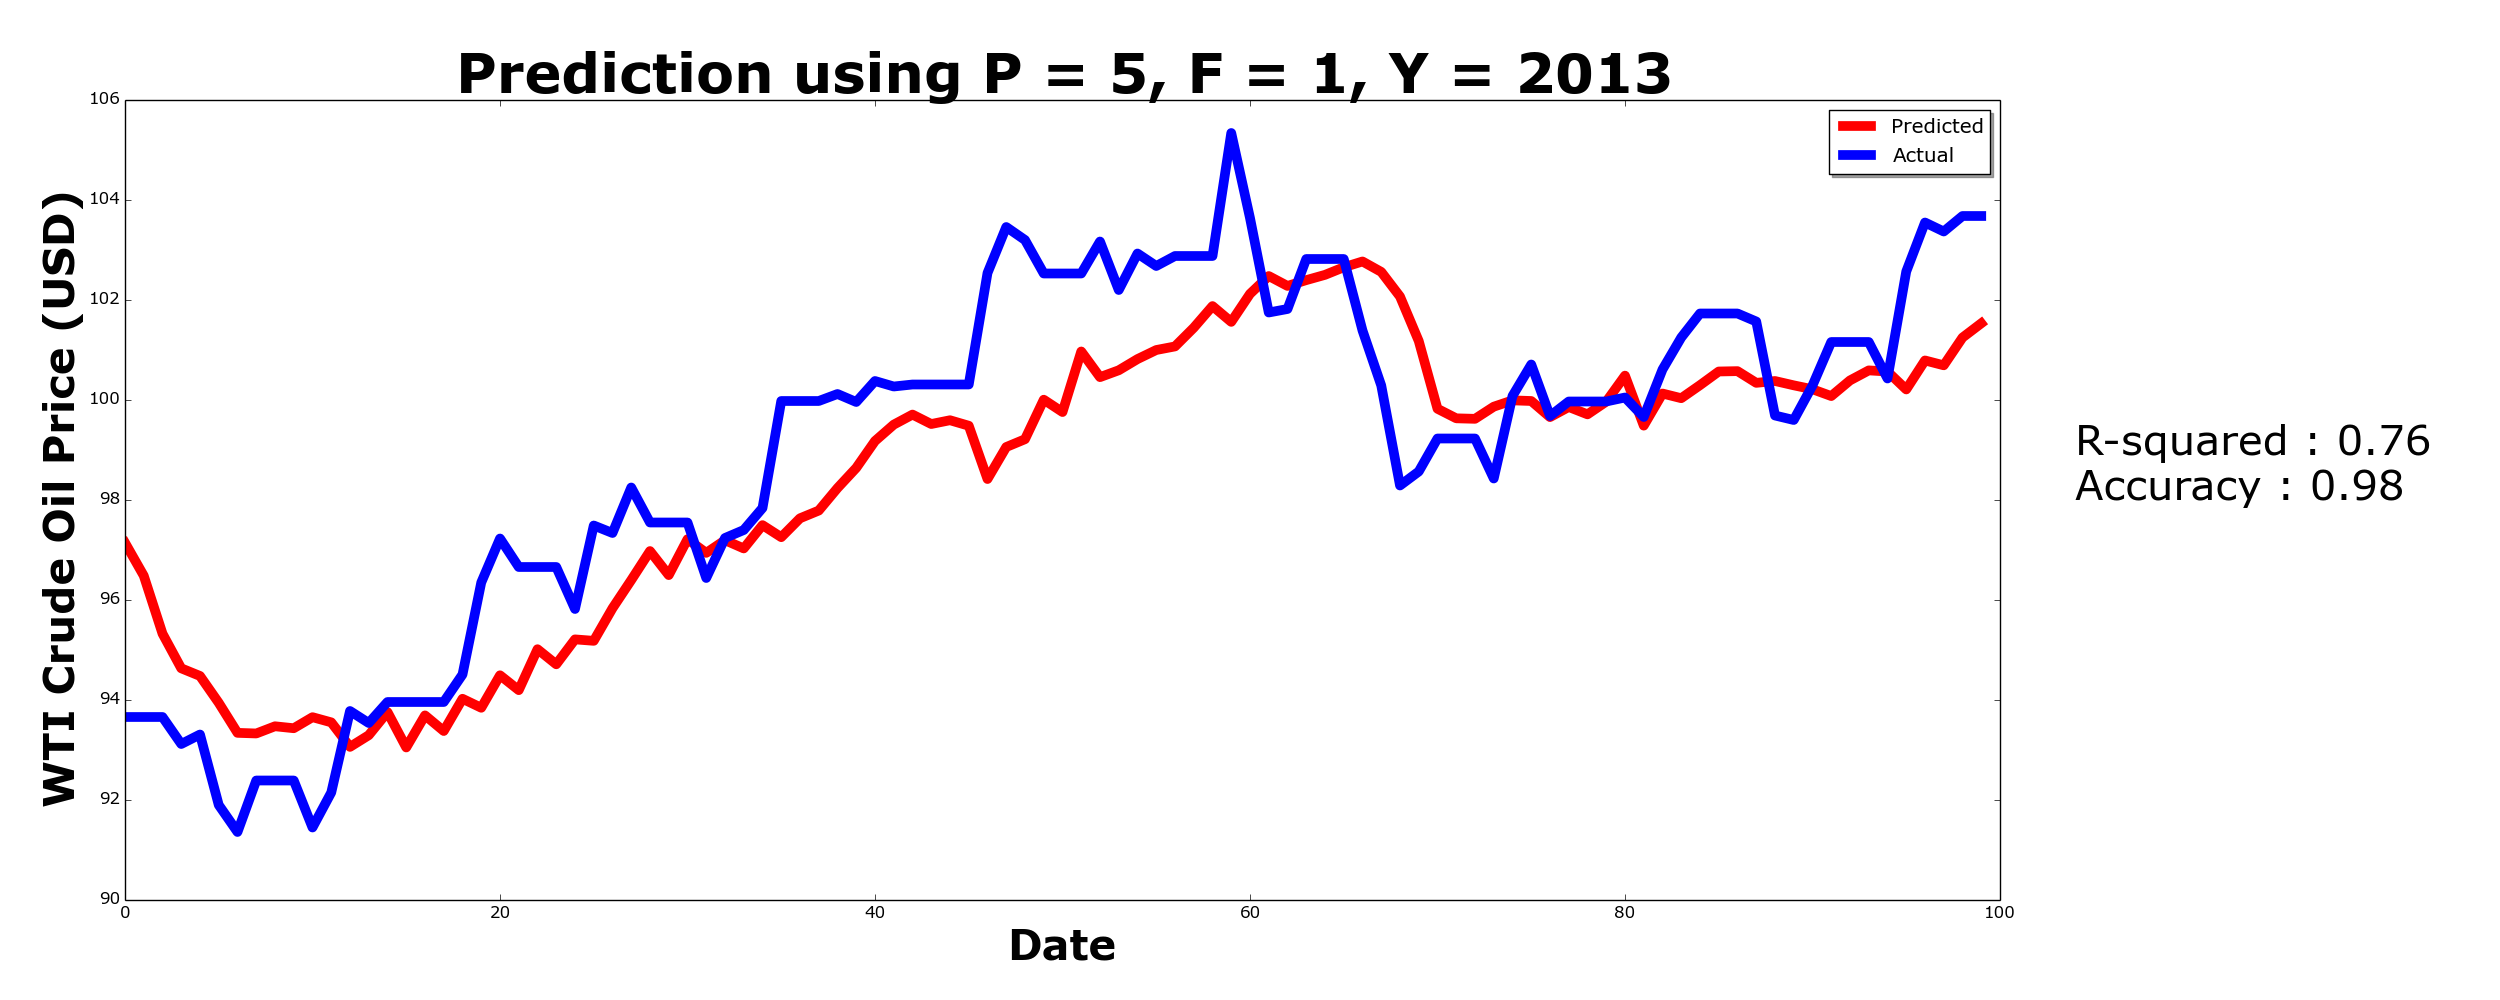 Prediction using P = 5, F = 1, Y = 2013
WTI Crude Oil Price (USD)
106
104
102
100
98
96
94
92
90
0 20 40 60 80 100
Date
Predicted
Actual
R-squared : 0.76
Accuracy : 0.98